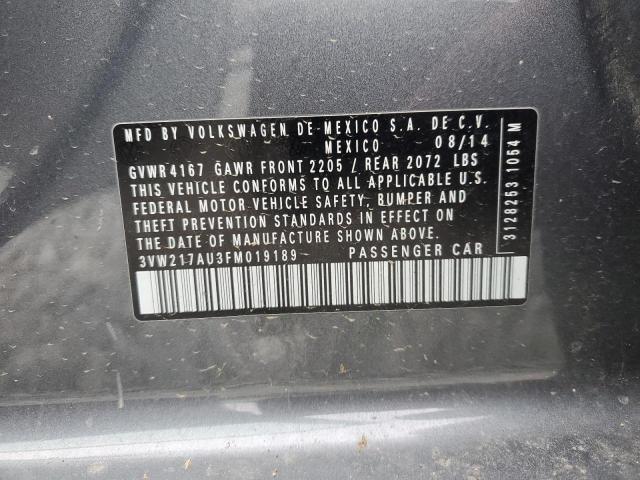 MFD BY VOLKSWAGEN DE MEXICO S.A. DE C.V.
MEXICO 08/14
GVWR 4167 GAWR FRONT 2205 / REAR 2072 LBS
THIS VEHICLE CONFORMS TO ALL APPLICABLE U.S.
FEDERAL MOTOR VEHICLE SAFETY, BUMPER AND
THEFT PREVENTION STANDARDS IN EFFECT ON
THE DATE OF MANUFACTURE SHOWN ABOVE.
3VW217AU3FM019189 PASSENGER CAR
3128253 1054 M